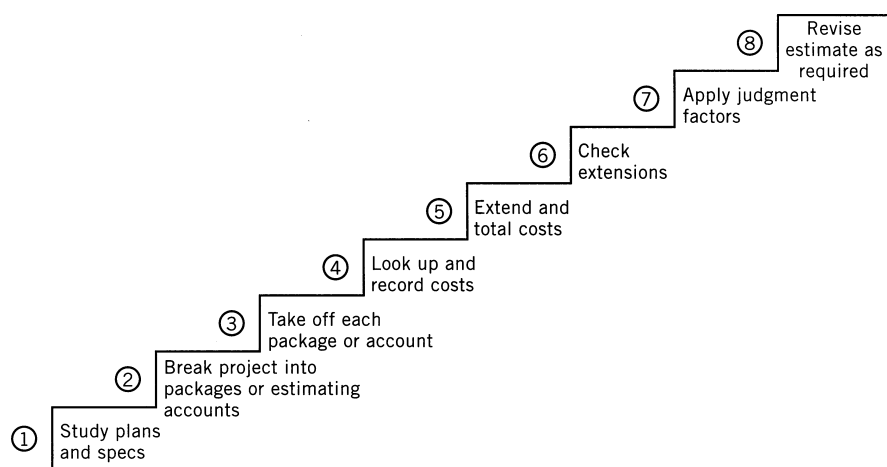 8
Revise
estimate as
required
7
Apply judgment
factors
6
Check
extensions
5
Extend and
total costs
4
Look up and
record costs
3
Take off each
package or account
2
Break project into
packages or estimating
accounts
1
Study plans
and specs